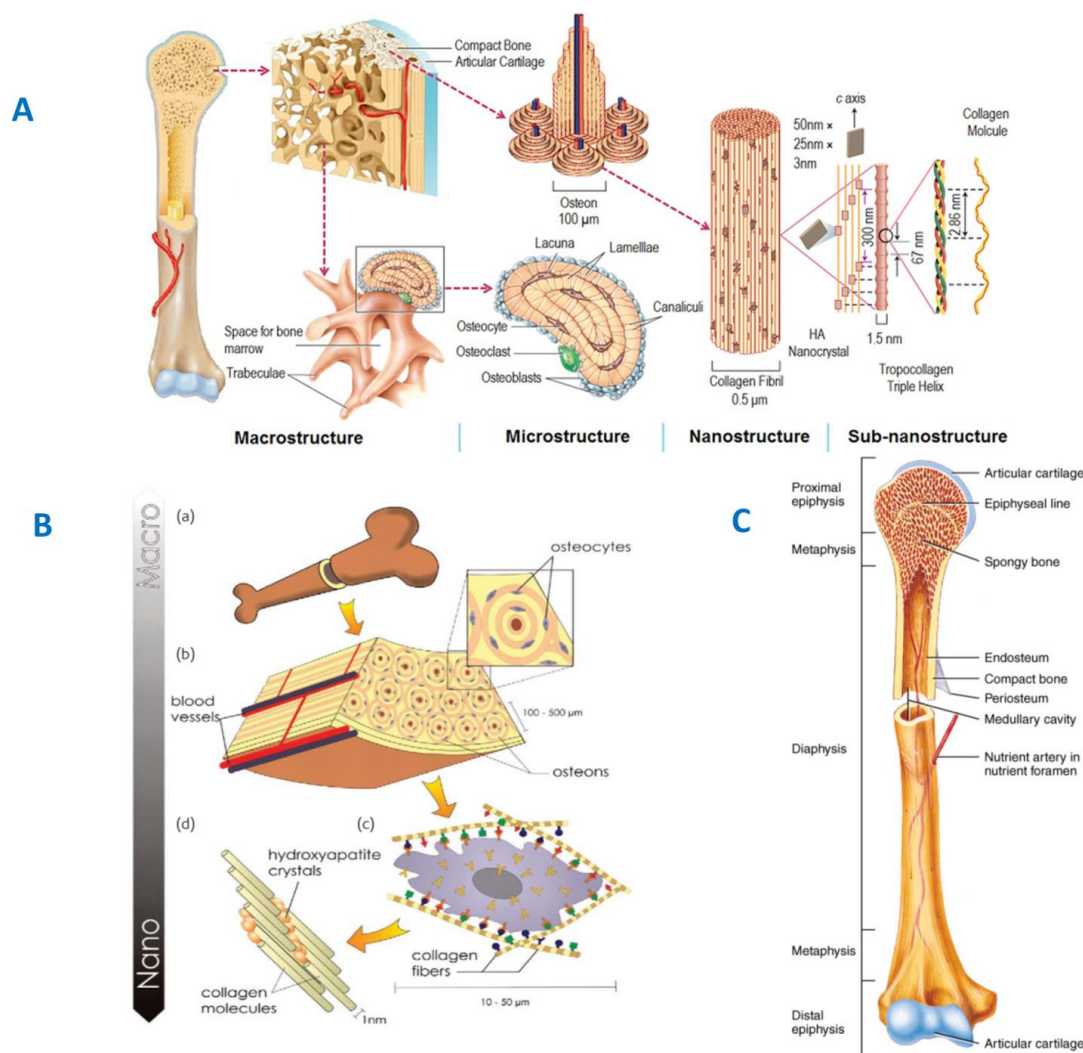 A
Compact Bone
Articular Cartilage
Osteon
100 µm
50nm ×
25nm ×
3nm
c axis
300 nm
67 nm
1.5 nm
HA
Nanocrystal
Tropocollagen
Triple Helix
Collagen
Molcule
2.86 nm
Collagen Fibril
0.5 µm
Space for bone
marrow
Trabeculae
Lacuna
Lamelllae
Canaliculi
Osteocyte
Osteoclast
Osteoblasts
Macrostructure
Microstructure
Nanostructure
Sub-nanostructure
B
Macro
Nano
(a)
(b)
osteocytes
blood
vessels
100 - 500 µm
osteons
(d)
(c)
hydroxyapatite
crystals
collagen
molecules
1nm
collagen
fibers
10 - 50 µm
C
Proximal
epiphysis
Metaphysis
Diaphysis
Metaphysis
Distal
epiphysis
Articular cartilage
Epiphyseal line
Spongy bone
Endosteum
Compact bone
Periosteum
Medullary cavity
Nutrient artery in
nutrient foramen
Articular cartilage